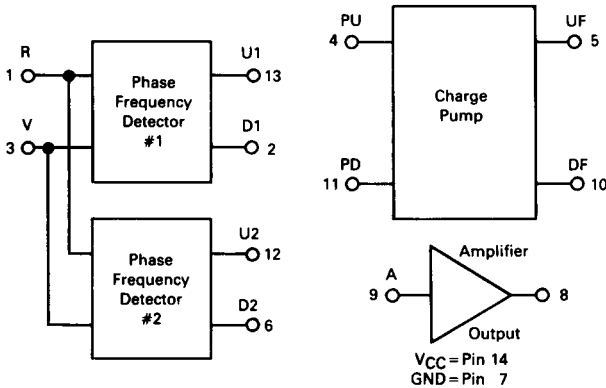 R
1
U1
13
Phase
Frequency
Detector
#1
V
3
D1
2
U2
12
Phase
Frequency
Detector
#2
D2
6
PU
4
UF
5
Charge
Pump
PD
11
DF
10
Amplifier
A
9
8
Output
VCC = Pin 14
GND = Pin 7